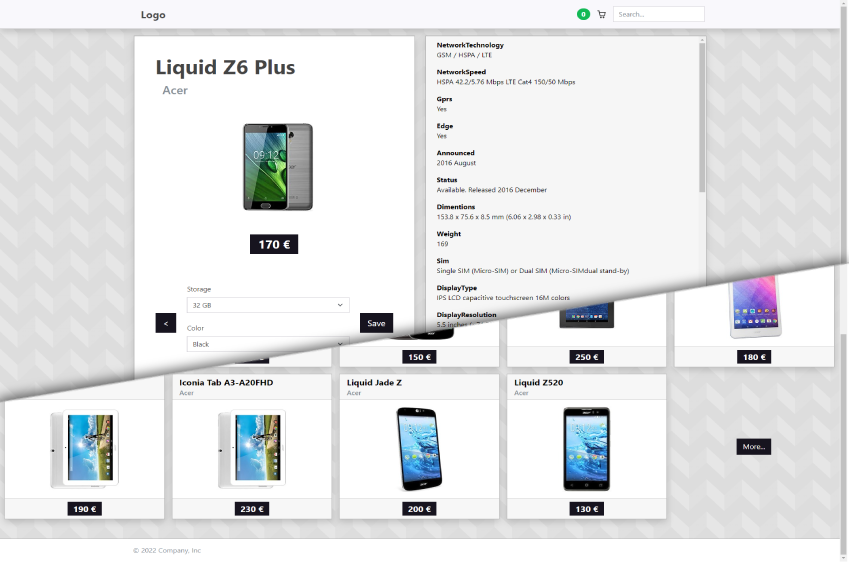 Logo
0
Search...
Liquid Z6 Plus
Acer
09:12
170 €
Storage
32 GB
<
Save
Color
Black
NetworkTechnology
GSM / HSPA / LTE
NetworkSpeed
HSPA 42.2/5.76 Mbps LTE Cat4 150/50 Mbps
Gprs
Yes
Edge
Yes
Announced
2016 August
Status
Available. Released 2016 December
Dimentions
153.8 x 75.6 x 8.5 mm (6.06 x 2.98 x 0.33 in)
Weight
169
Sim
Single SIM (Micro-SIM) or Dual SIM (Micro-SIMdual stand-by)
DisplayType
IPS LCD capacitive touchscreen 16M colors
DisplayResolution
5.5 inches
150 €
250 €
180 €
190 €
Iconia Tab A3-A20FHD
Acer
230 €
Liquid Jade Z
Acer
200 €
Liquid Z520
Acer
130 €
More...
© 2022 Company, Inc